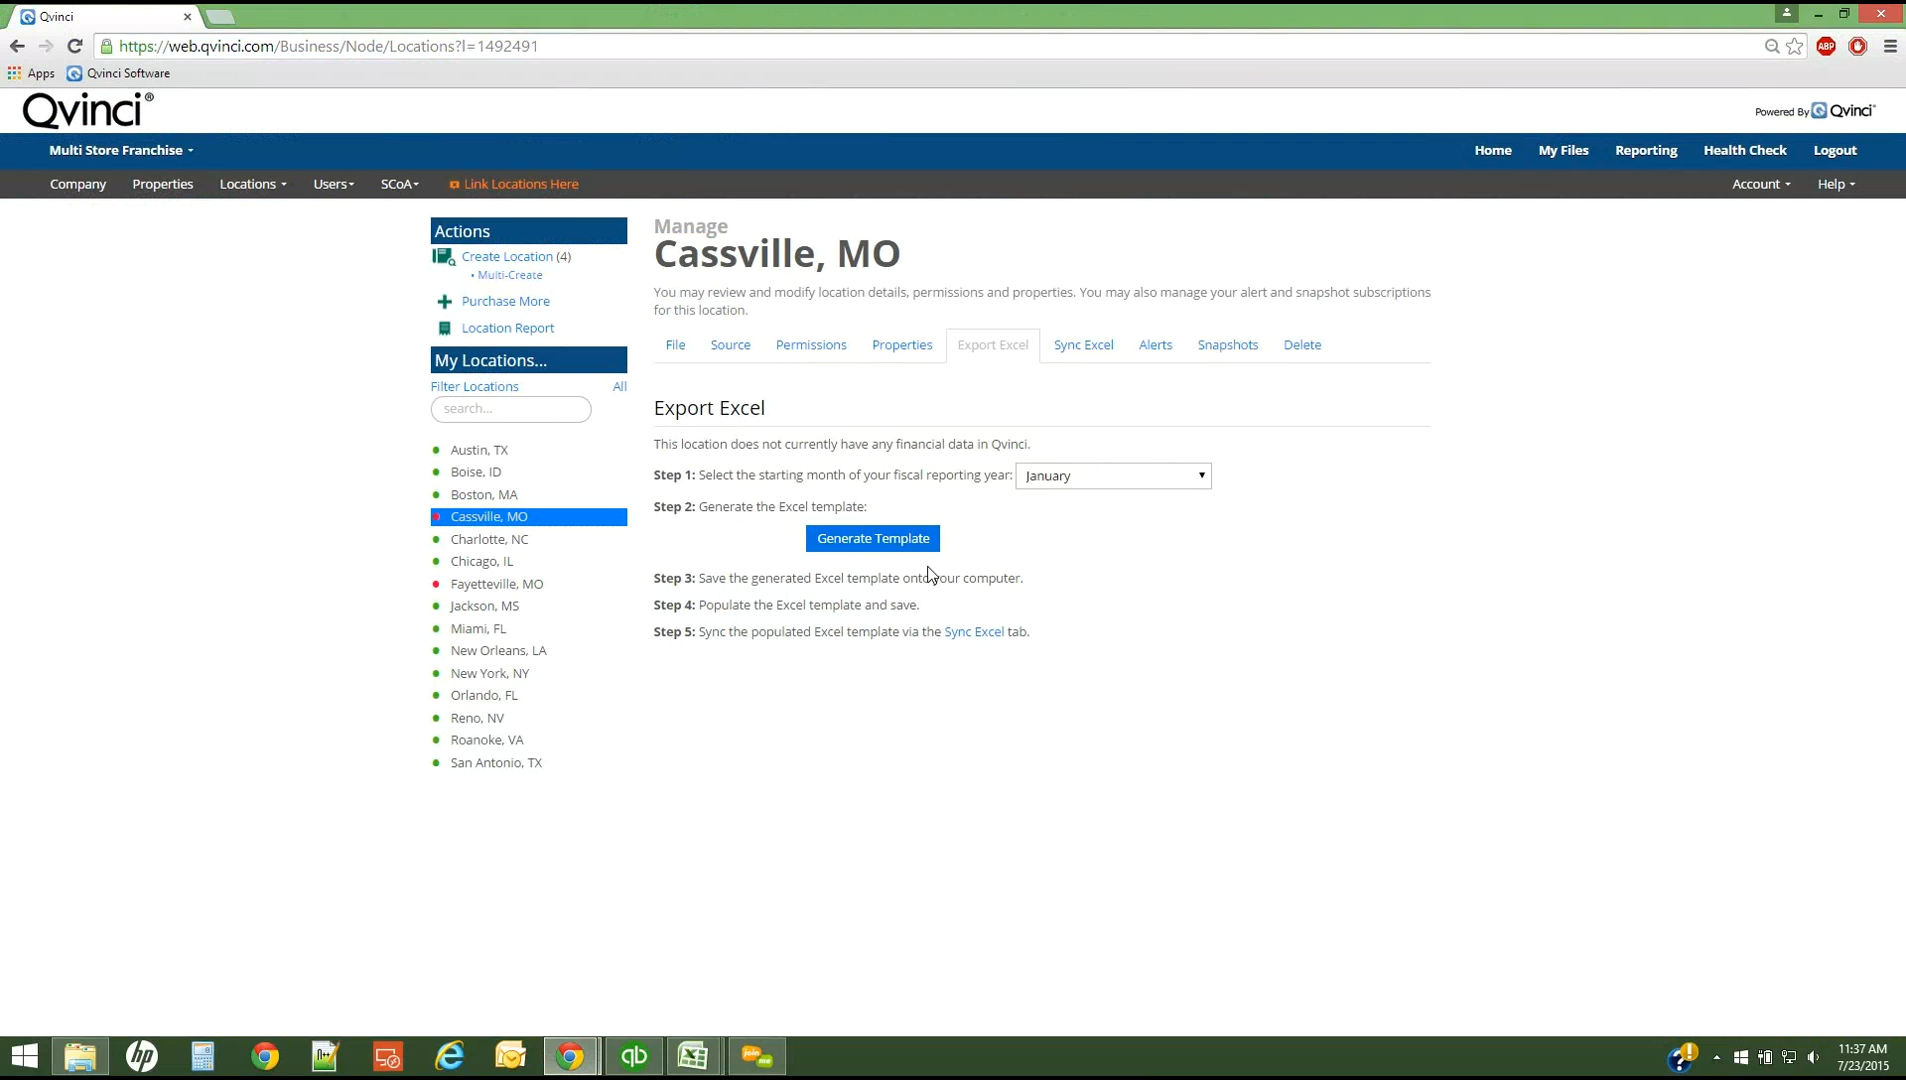 Qvinci
https://web.qvinci.com/Business/Node/Locations?l=1492491
ABP
Apps
Qvinci Software
Qvinci®
Powered By Qvinci
Multi Store Franchise
Home
My Files
Reporting
Health Check
Logout
Company
Properties
Locations
Users
SCoA
Link Locations Here
Account
Help
Actions
Create Location (4)
• Multi-Create
Purchase More
Location Report
My Locations...
Filter Locations
All
search...
Austin, TX
Boise, ID
Boston, MA
Cassville, MO
Charlotte, NC
Chicago, IL
Fayetteville, MO
Jackson, MS
Miami, FL
New Orleans, LA
New York, NY
Orlando, FL
Reno, NV
Roanoke, VA
San Antonio, TX
Manage
Cassville, MO
You may review and modify location details, permissions and properties. You may also manage your alert and snapshot subscriptions
for this location.
File
Source
Permissions
Properties
Export Excel
Sync Excel
Alerts
Snapshots
Delete
Export Excel
This location does not currently have any financial data in Qvinci.
Step 1: Select the starting month of your fiscal reporting year: January
Step 2: Generate the Excel template:
Generate Template
Step 3: Save the generated Excel template onto your computer.
Step 4: Populate the Excel template and save.
Step 5: Sync the populated Excel template via the Sync Excel tab.
hp
qb
join
me
11:37 AM
7/23/2015